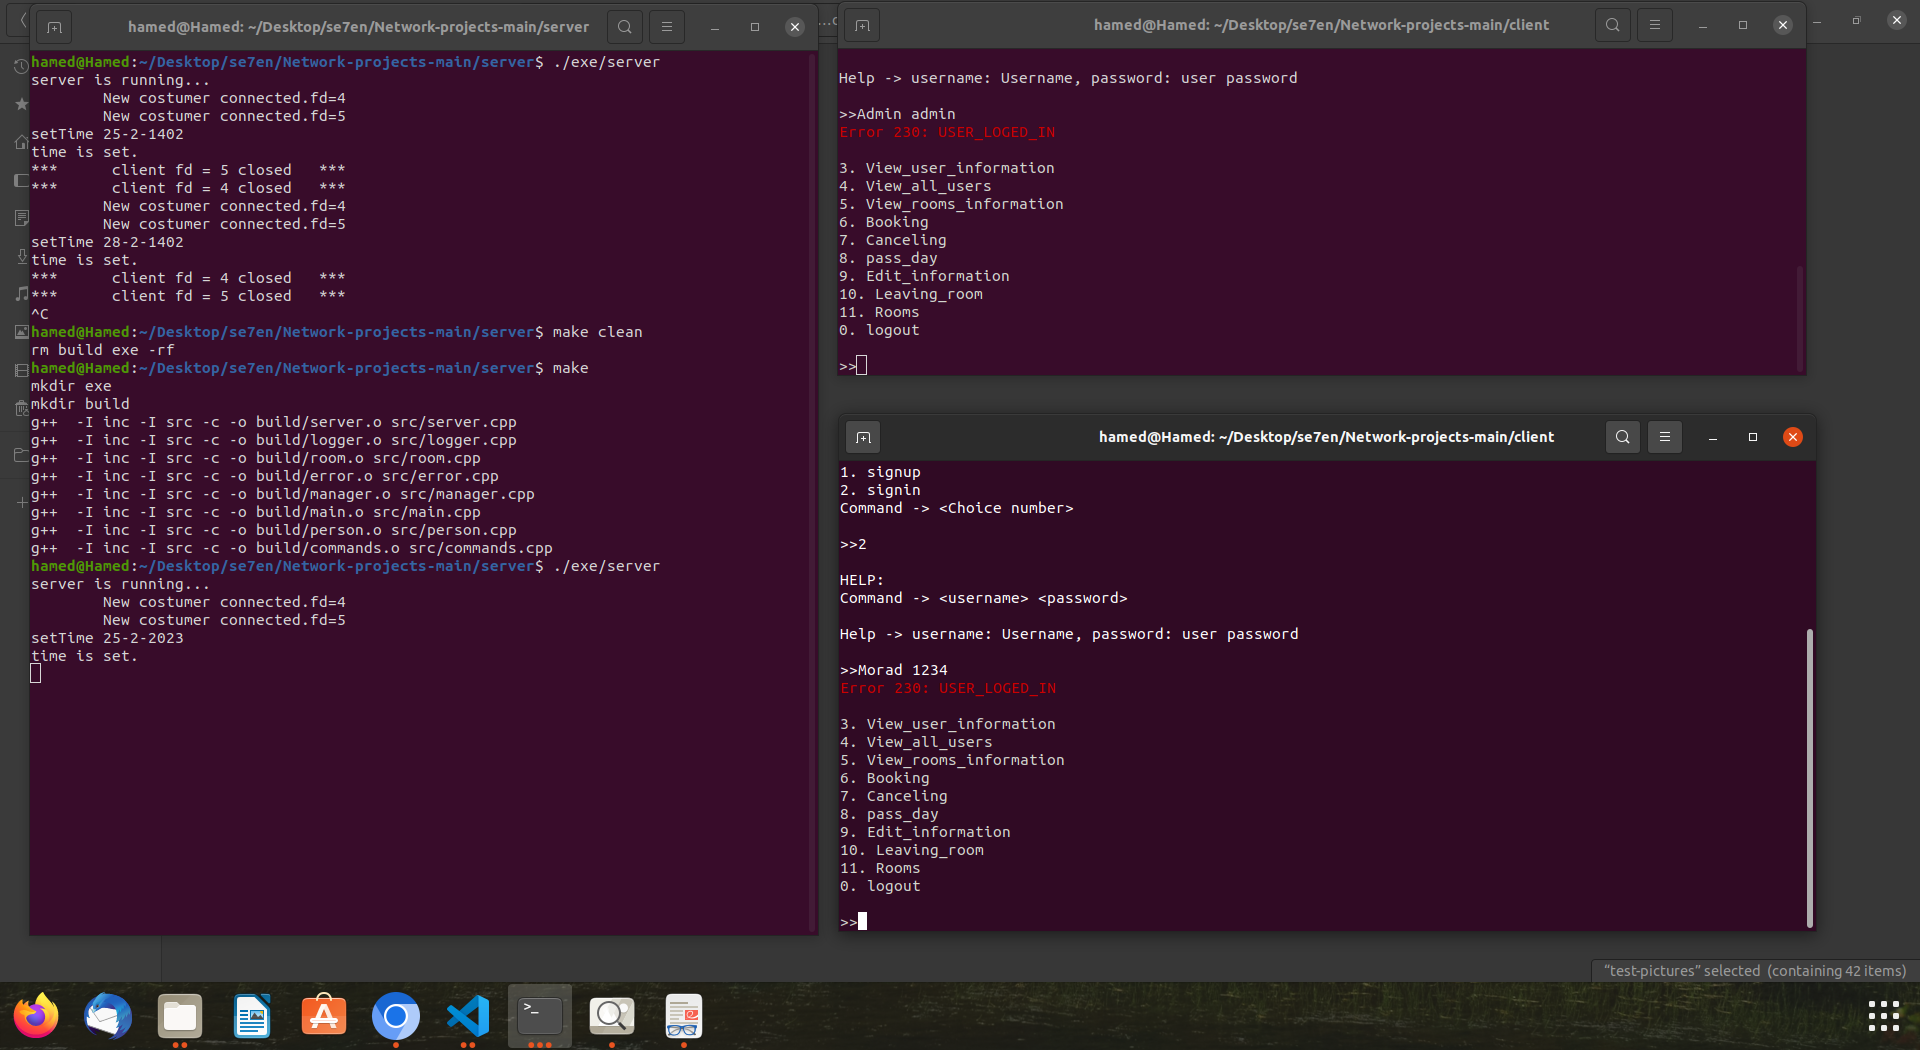 hamed@Hamed: ~/Desktop/se7en/Network-projects-main/server
hamed@Hamed:~/Desktop/se7en/Network-projects-main/server$ ./exe/server
server is running...
New costumer connected.fd=4
New costumer connected.fd=5
setTime 25-2-1402
time is set.
*** client fd = 5 closed ***
*** client fd = 4 closed ***
New costumer connected.fd=4
New costumer connected.fd=5
setTime 28-2-1402
time is set.
*** client fd = 4 closed ***
*** client fd = 5 closed ***
^C
hamed@Hamed:~/Desktop/se7en/Network-projects-main/server$ make clean
rm build exe -rf
hamed@Hamed:~/Desktop/se7en/Network-projects-main/server$ make
mkdir exe
mkdir build
g++ -I inc -I src -c -o build/server.o src/server.cpp
g++ -I inc -I src -c -o build/logger.o src/logger.cpp
g++ -I inc -I src -c -o build/room.o src/room.cpp
g++ -I inc -I src -c -o build/error.o src/error.cpp
g++ -I inc -I src -c -o build/manager.o src/manager.cpp
g++ -I inc -I src -c -o build/main.o src/main.cpp
g++ -I inc -I src -c -o build/person.o src/person.cpp
g++ -I inc -I src -c -o build/commands.o src/commands.cpp
hamed@Hamed:~/Desktop/se7en/Network-projects-main/server$ ./exe/server
server is running...
New costumer connected.fd=4
New costumer connected.fd=5
setTime 25-2-2023
time is set.
hamed@Hamed: ~/Desktop/se7en/Network-projects-main/client
Help -> username: Username, password: user password
>>Admin admin
Error 230: USER_LOGED_IN
3. View_user_information
4. View_all_users
5. View_rooms_information
6. Booking
7. Canceling
8. pass_day
9. Edit_information
10. Leaving_room
11. Rooms
0. logout
>>
hamed@Hamed: ~/Desktop/se7en/Network-projects-main/client
1. signup
2. signin
Command -> <Choice number>
>>2
HELP:
Command -> <username> <password>
Help -> username: Username, password: user password
>>Morad 1234
Error 230: USER_LOGED_IN
3. View_user_information
4. View_all_users
5. View_rooms_information
6. Booking
7. Canceling
8. pass_day
9. Edit_information
10. Leaving_room
11. Rooms
0. logout
>>
“test-pictures” selected (containing 42 items)